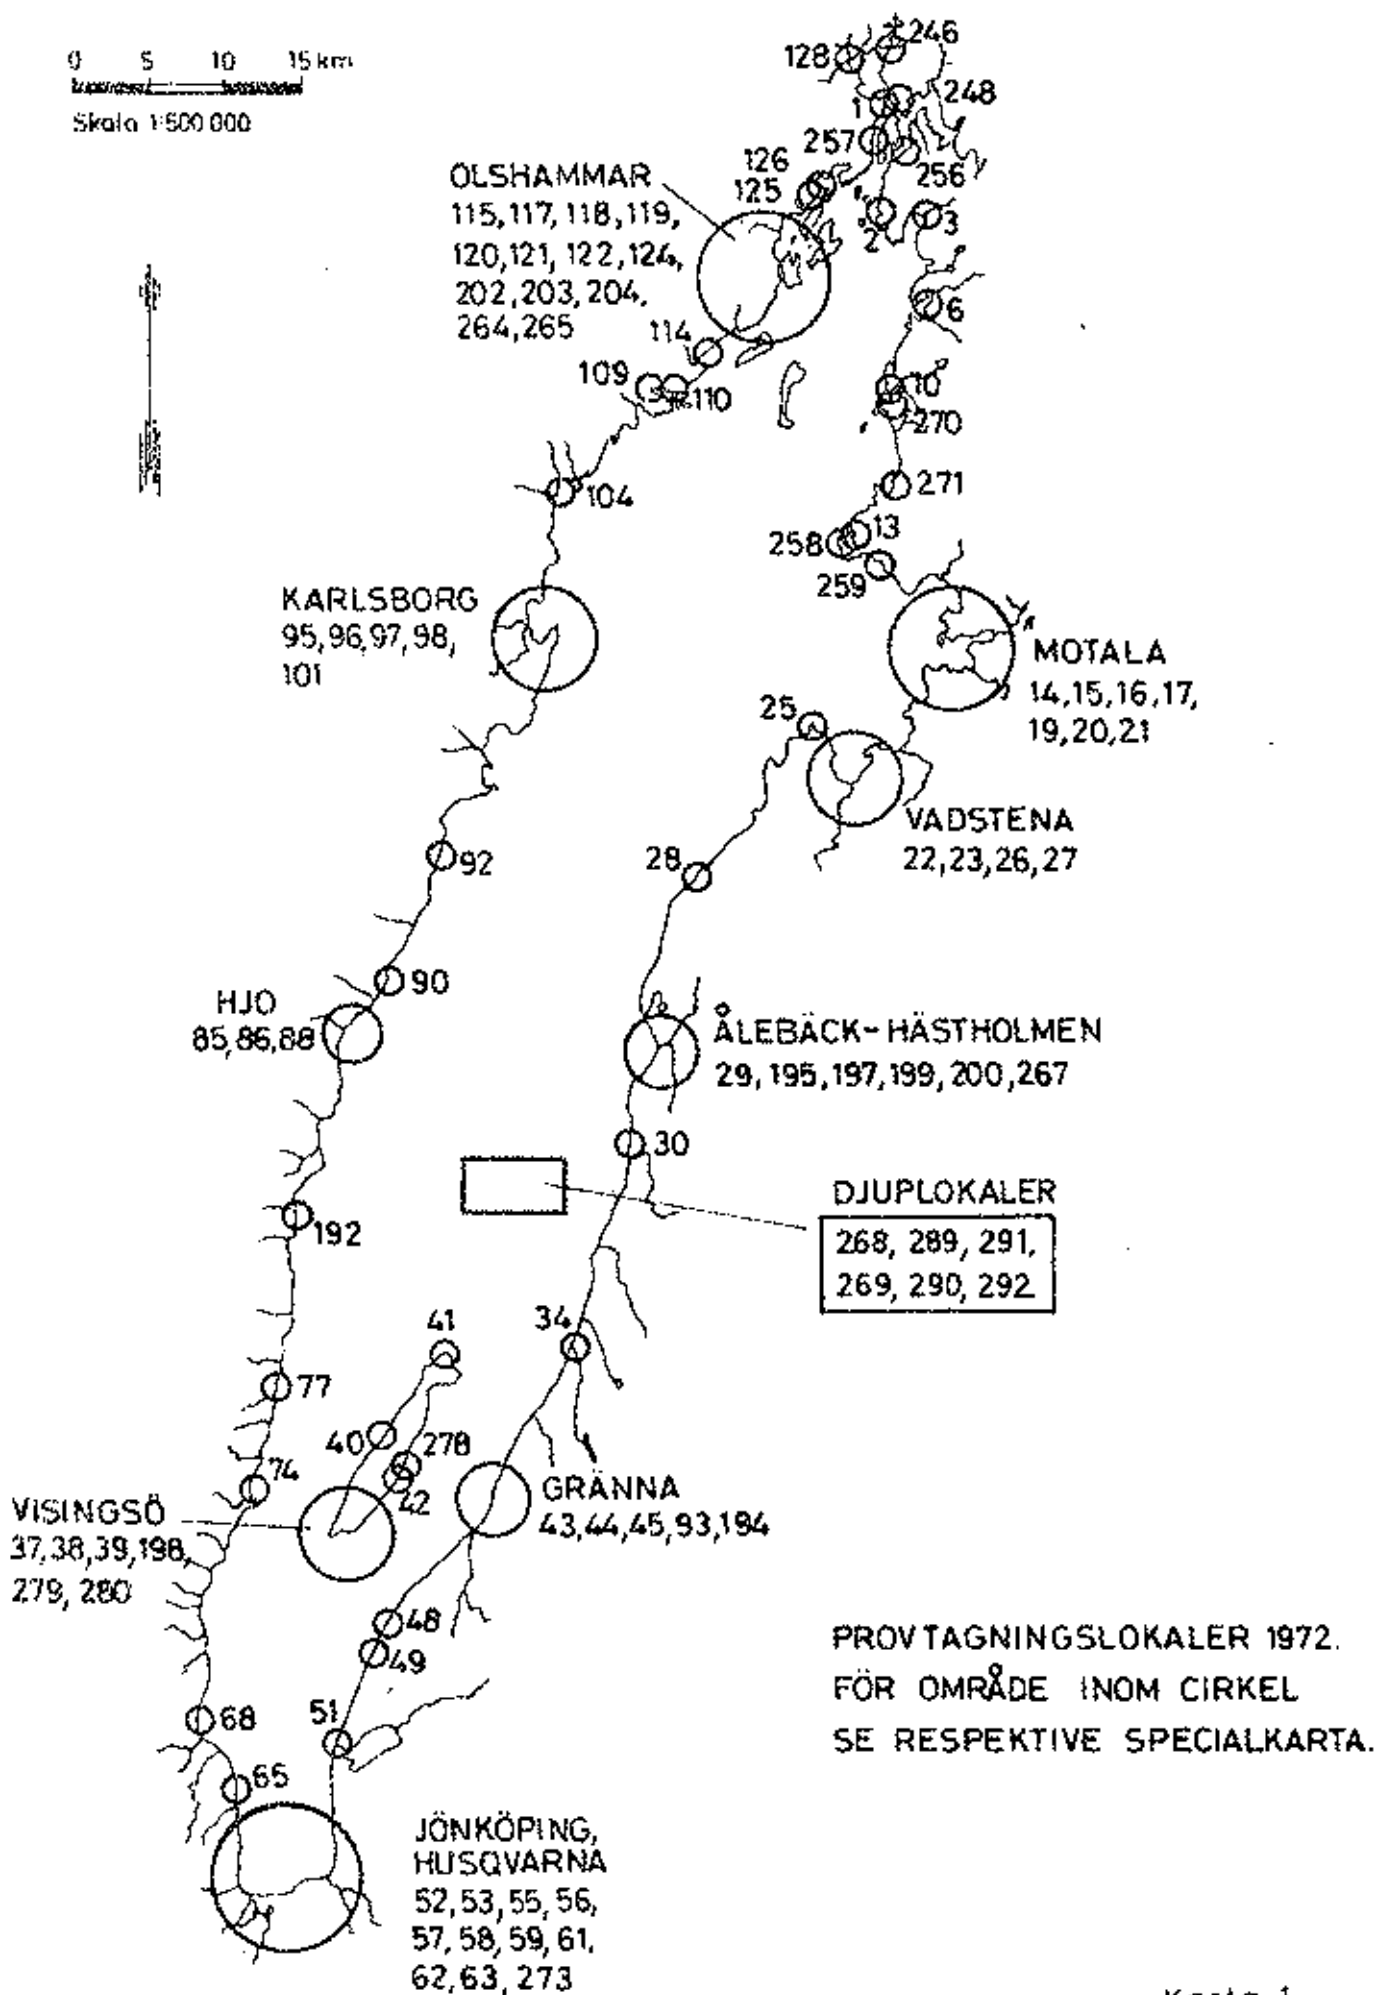 0 5 10 15 km
Skala 1:500 000
246
128
1
248
257
256
126
125
2
3
OLSHAMMAR
115, 117, 118, 119,
120, 121, 122, 124,
202, 203, 204,
264, 265
6
114
109
110
10
270
104
271
13
258
259
KARLSBORG
95, 96, 97, 98,
101
MOTALA
14, 15, 16, 17,
19, 20, 21
25
VADSTENA
22, 23, 26, 27
92
28
90
HJO
85, 86, 88
ÅLEBÄCK-HÄSTHOLMEN
29, 195, 197, 199, 200, 267
30
DJUPLOKALER
268, 289, 291,
269, 290, 292
192
41
34
77
40
278
42
74
VISINGSÖ
37, 38, 39, 198,
279, 280
GRÄNNA
43, 44, 45, 93, 194
48
49
PROVTAGNINGSLOKALER 1972.
FÖR OMRÅDE INOM CIRKEL
SE RESPEKTIVE SPECIALKARTA.
68
51
65
JÖNKÖPING,
HUSQVARNA
52, 53, 55, 56,
57, 58, 59, 61,
62, 63, 273